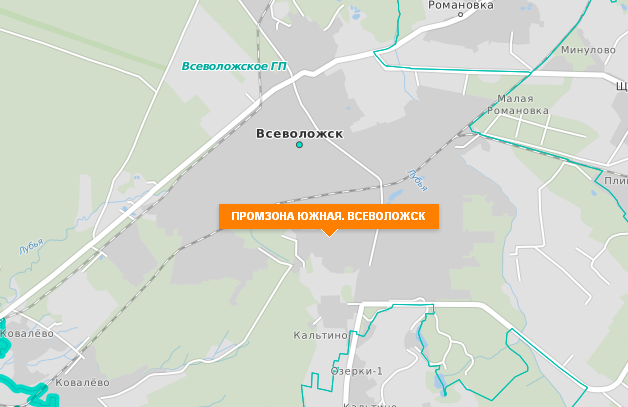 Романовка
Минулово
Всеволожское ГП
Малая
Романовка
Всеволожск
Лубья
ПРОМЗОНА ЮЖНАЯ. ВСЕВОЛОЖСК
Лубья
Ковалёво
Кальтино
Озерки-1
Ковалёво